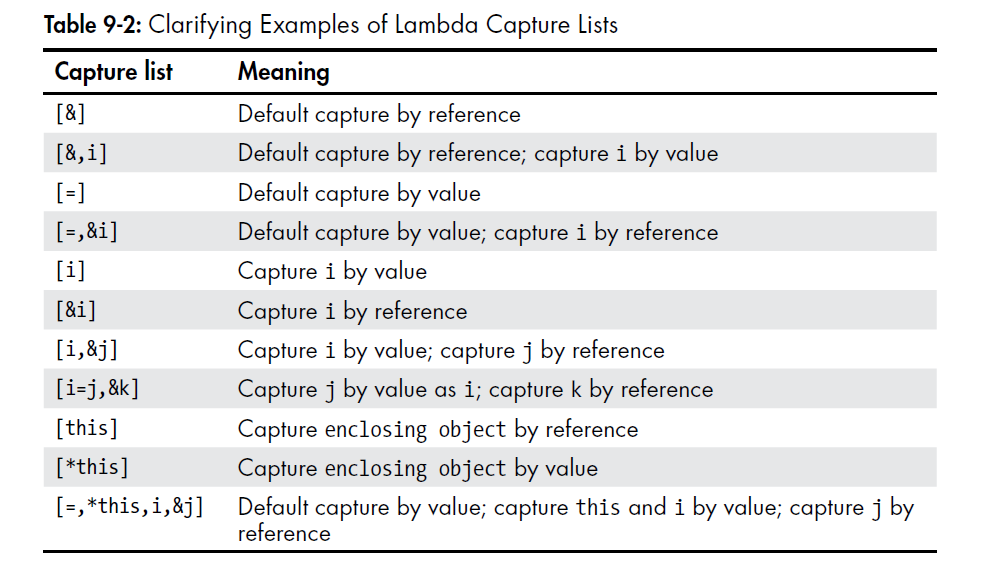 Table 9-2: Clarifying Examples of Lambda Capture Lists
Capture list Meaning
[&] Default capture by reference
[&,i] Default capture by reference; capture i by value
[=] Default capture by value
[=,&i] Default capture by value; capture i by reference
[i] Capture i by value
[&i] Capture i by reference
[i,&j] Capture i by value; capture j by reference
[i=j,&k] Capture j by value as i; capture k by reference
[this] Capture enclosing object by reference
[*this] Capture enclosing object by value
[=,*this,i,&j] Default capture by value; capture this and i by value; capture j by
reference